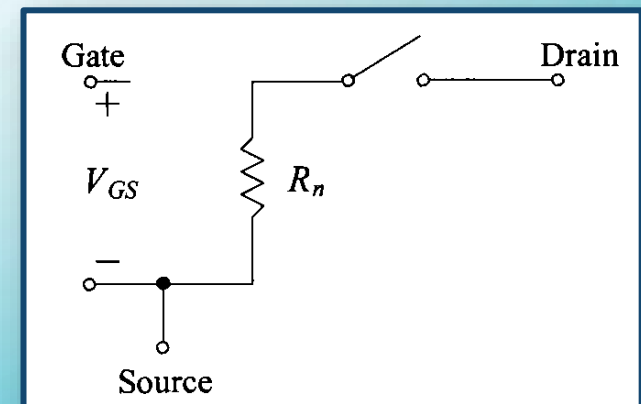 Gate
Drain
+
V_GS
R_n
−
Source